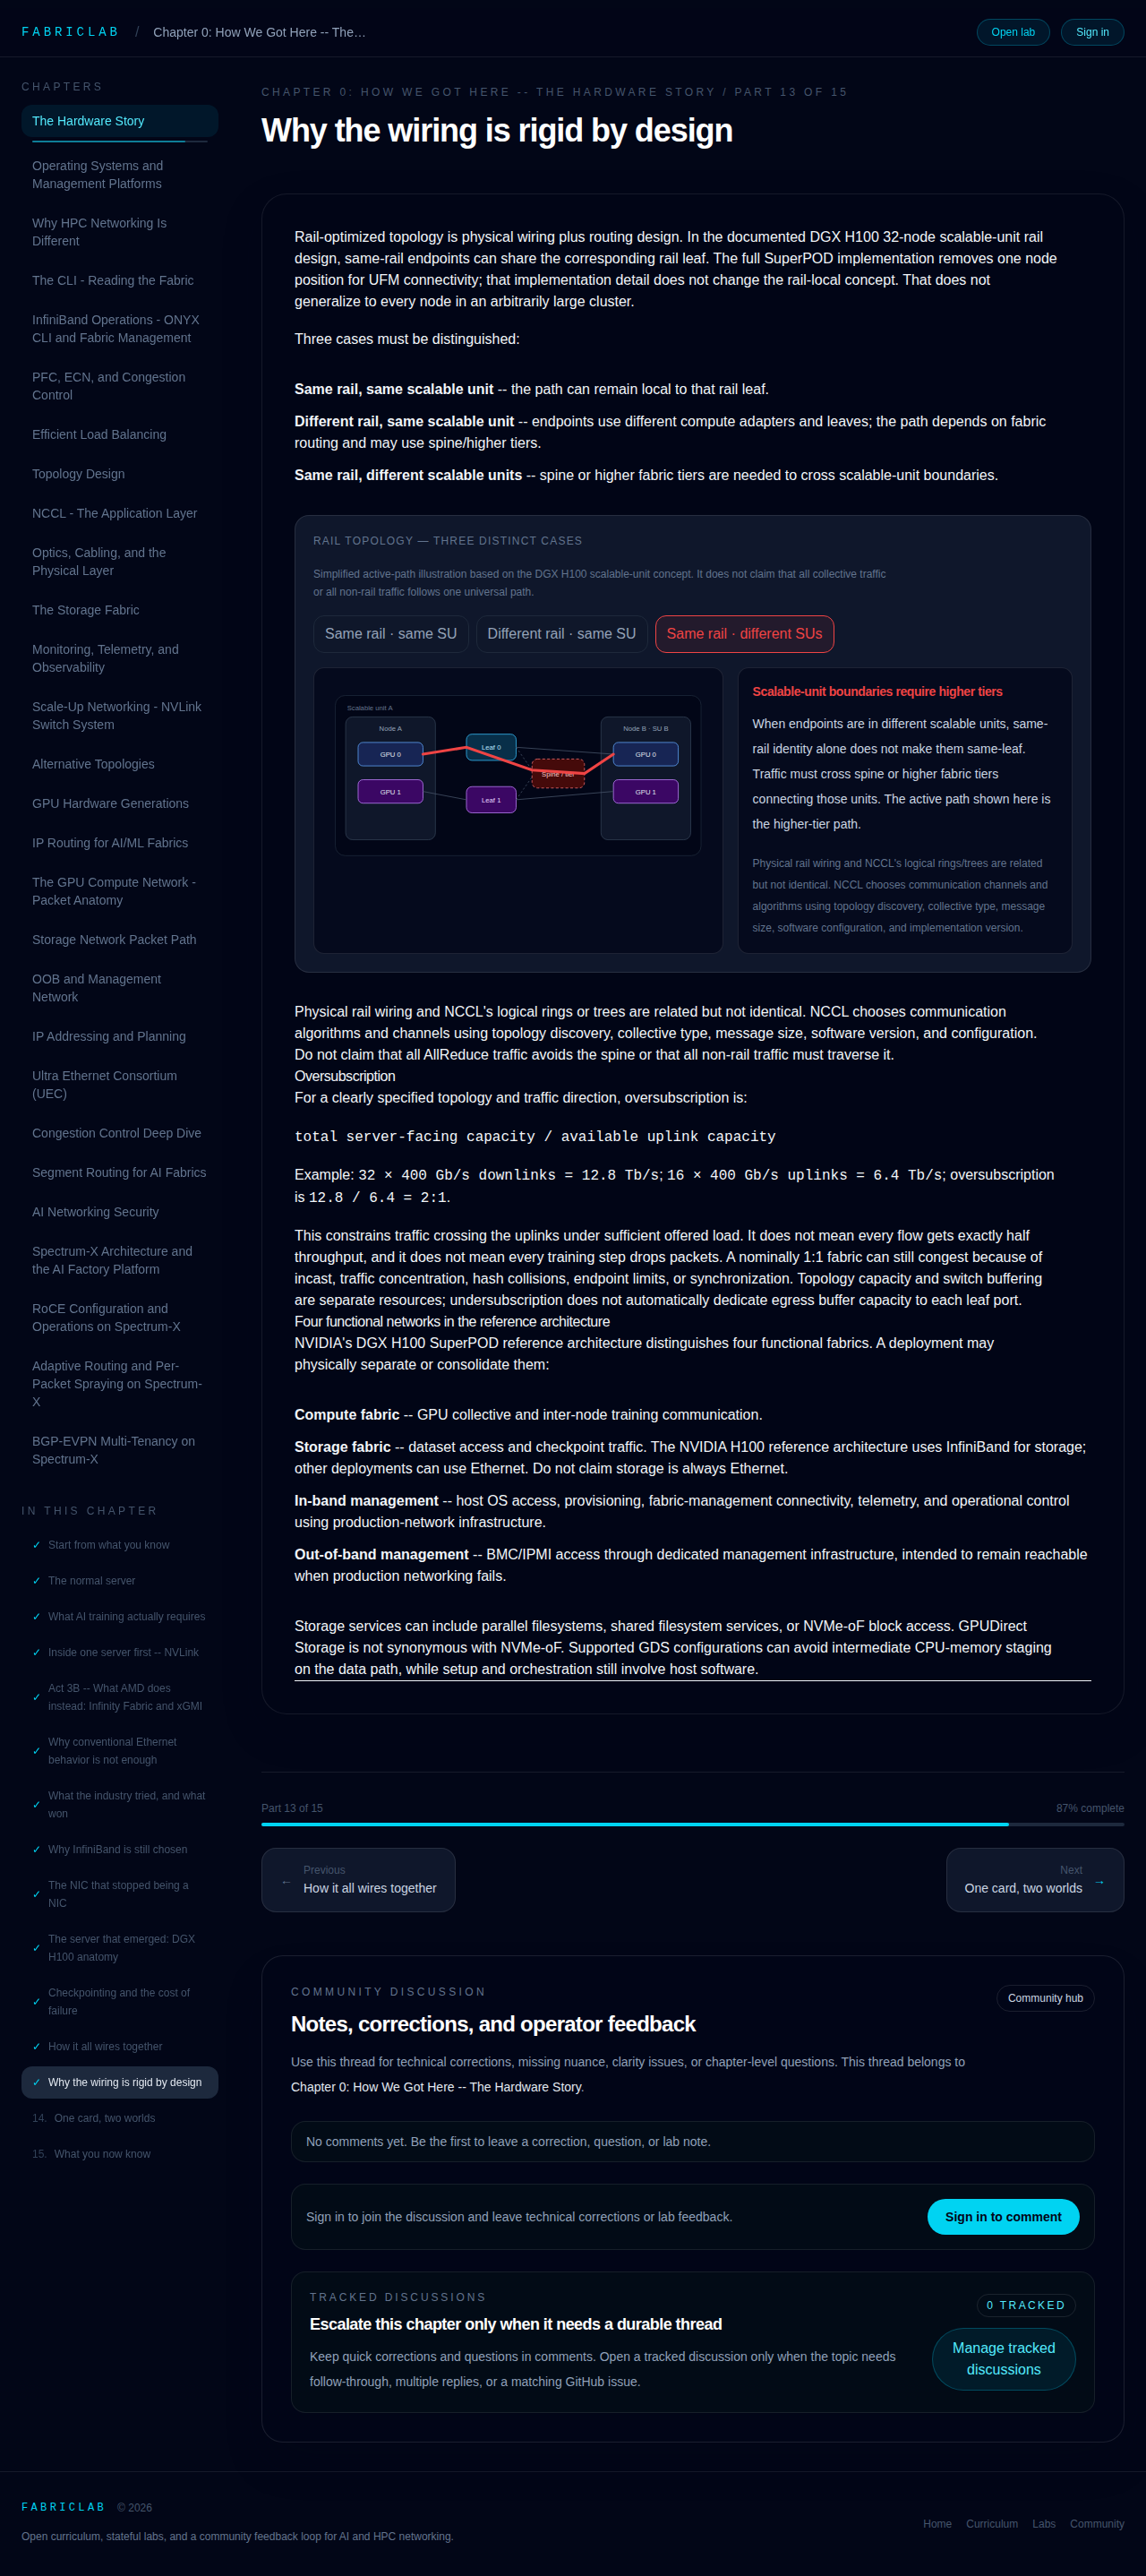 FABRICLAB / Chapter 0: How We Got Here -- The…
Open lab
Sign in
CHAPTERS
The Hardware Story
Operating Systems and
Management Platforms
Why HPC Networking Is
Different
The CLI - Reading the Fabric
InfiniBand Operations - ONYX
CLI and Fabric Management
PFC, ECN, and Congestion
Control
Efficient Load Balancing
Topology Design
NCCL - The Application Layer
Optics, Cabling, and the
Physical Layer
The Storage Fabric
Monitoring, Telemetry, and
Observability
Scale-Up Networking - NVLink
Switch System
Alternative Topologies
GPU Hardware Generations
IP Routing for AI/ML Fabrics
The GPU Compute Network -
Packet Anatomy
Storage Network Packet Path
OOB and Management
Network
IP Addressing and Planning
Ultra Ethernet Consortium
(UEC)
Congestion Control Deep Dive
Segment Routing for AI Fabrics
AI Networking Security
Spectrum-X Architecture and
the AI Factory Platform
RoCE Configuration and
Operations on Spectrum-X
Adaptive Routing and Per-
Packet Spraying on Spectrum-
X
BGP-EVPN Multi-Tenancy on
Spectrum-X
IN THIS CHAPTER
✓ Start from what you know
✓ The normal server
✓ What AI training actually requires
✓ Inside one server first -- NVLink
✓ Act 3B -- What AMD does
instead: Infinity Fabric and xGMI
✓ Why conventional Ethernet
behavior is not enough
✓ What the industry tried, and what
won
✓ Why InfiniBand is still chosen
✓ The NIC that stopped being a
NIC
✓ The server that emerged: DGX
H100 anatomy
✓ Checkpointing and the cost of
failure
✓ How it all wires together
✓ Why the wiring is rigid by design
14. One card, two worlds
15. What you now know
CHAPTER 0: HOW WE GOT HERE -- THE HARDWARE STORY / PART 13 OF 15
Why the wiring is rigid by design
Rail-optimized topology is physical wiring plus routing design. In the documented DGX H100 32-node scalable-unit rail
design, same-rail endpoints can share the corresponding rail leaf. The full SuperPOD implementation removes one node
position for UFM connectivity; that implementation detail does not change the rail-local concept. That does not
generalize to every node in an arbitrarily large cluster.
Three cases must be distinguished:
Same rail, same scalable unit -- the path can remain local to that rail leaf.
Different rail, same scalable unit -- endpoints use different compute adapters and leaves; the path depends on fabric
routing and may use spine/higher tiers.
Same rail, different scalable units -- spine or higher fabric tiers are needed to cross scalable-unit boundaries.
RAIL TOPOLOGY — THREE DISTINCT CASES
Simplified active-path illustration based on the DGX H100 scalable-unit concept. It does not claim that all collective traffic
or all non-rail traffic follows one universal path.
Same rail · same SU
Different rail · same SU
Same rail · different SUs
Scalable unit A
Node A
GPU 0
GPU 1
Leaf 0
Leaf 1
Spine / tier
Node B · SU B
GPU 0
GPU 1
Scalable-unit boundaries require higher tiers
When endpoints are in different scalable units, same-
rail identity alone does not make them same-leaf.
Traffic must cross spine or higher fabric tiers
connecting those units. The active path shown here is
the higher-tier path.
Physical rail wiring and NCCL's logical rings/trees are related
but not identical. NCCL chooses communication channels and
algorithms using topology discovery, collective type, message
size, software configuration, and implementation version.
Physical rail wiring and NCCL's logical rings or trees are related but not identical. NCCL chooses communication
algorithms and channels using topology discovery, collective type, message size, software version, and configuration.
Do not claim that all AllReduce traffic avoids the spine or that all non-rail traffic must traverse it.
Oversubscription
For a clearly specified topology and traffic direction, oversubscription is:
total server-facing capacity / available uplink capacity
Example: 32 × 400 Gb/s downlinks = 12.8 Tb/s; 16 × 400 Gb/s uplinks = 6.4 Tb/s; oversubscription
is 12.8 / 6.4 = 2:1.
This constrains traffic crossing the uplinks under sufficient offered load. It does not mean every flow gets exactly half
throughput, and it does not mean every training step drops packets. A nominally 1:1 fabric can still congest because of
incast, traffic concentration, hash collisions, endpoint limits, or synchronization. Topology capacity and switch buffering
are separate resources; undersubscription does not automatically dedicate egress buffer capacity to each leaf port.
Four functional networks in the reference architecture
NVIDIA's DGX H100 SuperPOD reference architecture distinguishes four functional fabrics. A deployment may
physically separate or consolidate them:
Compute fabric -- GPU collective and inter-node training communication.
Storage fabric -- dataset access and checkpoint traffic. The NVIDIA H100 reference architecture uses InfiniBand for storage;
other deployments can use Ethernet. Do not claim storage is always Ethernet.
In-band management -- host OS access, provisioning, fabric-management connectivity, telemetry, and operational control
using production-network infrastructure.
Out-of-band management -- BMC/IPMI access through dedicated management infrastructure, intended to remain reachable
when production networking fails.
Storage services can include parallel filesystems, shared filesystem services, or NVMe-oF block access. GPUDirect
Storage is not synonymous with NVMe-oF. Supported GDS configurations can avoid intermediate CPU-memory staging
on the data path, while setup and orchestration still involve host software.
Part 13 of 15
87% complete
← Previous
How it all wires together
Next →
One card, two worlds
COMMUNITY DISCUSSION
Community hub
Notes, corrections, and operator feedback
Use this thread for technical corrections, missing nuance, clarity issues, or chapter-level questions. This thread belongs to
Chapter 0: How We Got Here -- The Hardware Story.
No comments yet. Be the first to leave a correction, question, or lab note.
Sign in to join the discussion and leave technical corrections or lab feedback.
Sign in to comment
TRACKED DISCUSSIONS
0 TRACKED
Escalate this chapter only when it needs a durable thread
Keep quick corrections and questions in comments. Open a tracked discussion only when the topic needs
follow-through, multiple replies, or a matching GitHub issue.
Manage tracked
discussions
FABRICLAB © 2026
Open curriculum, stateful labs, and a community feedback loop for AI and HPC networking.
Home
Curriculum
Labs
Community